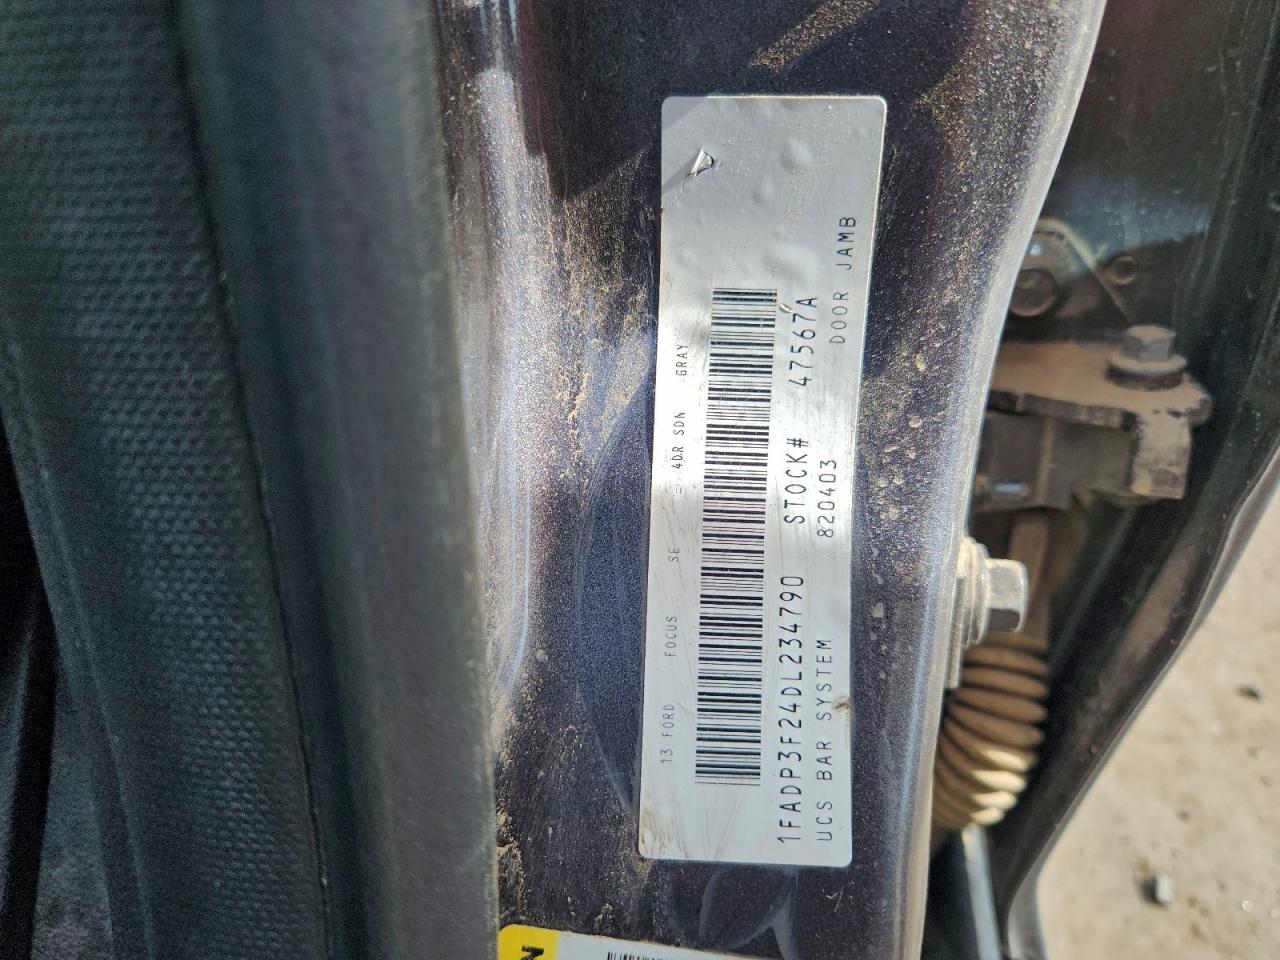 13 FORD FOCUS SE 4DR SDN GRAY
1FADP3F24DL234790 STOCK# 47567A
UCS BAR SYSTEM 820403 DOOR JAMB
N